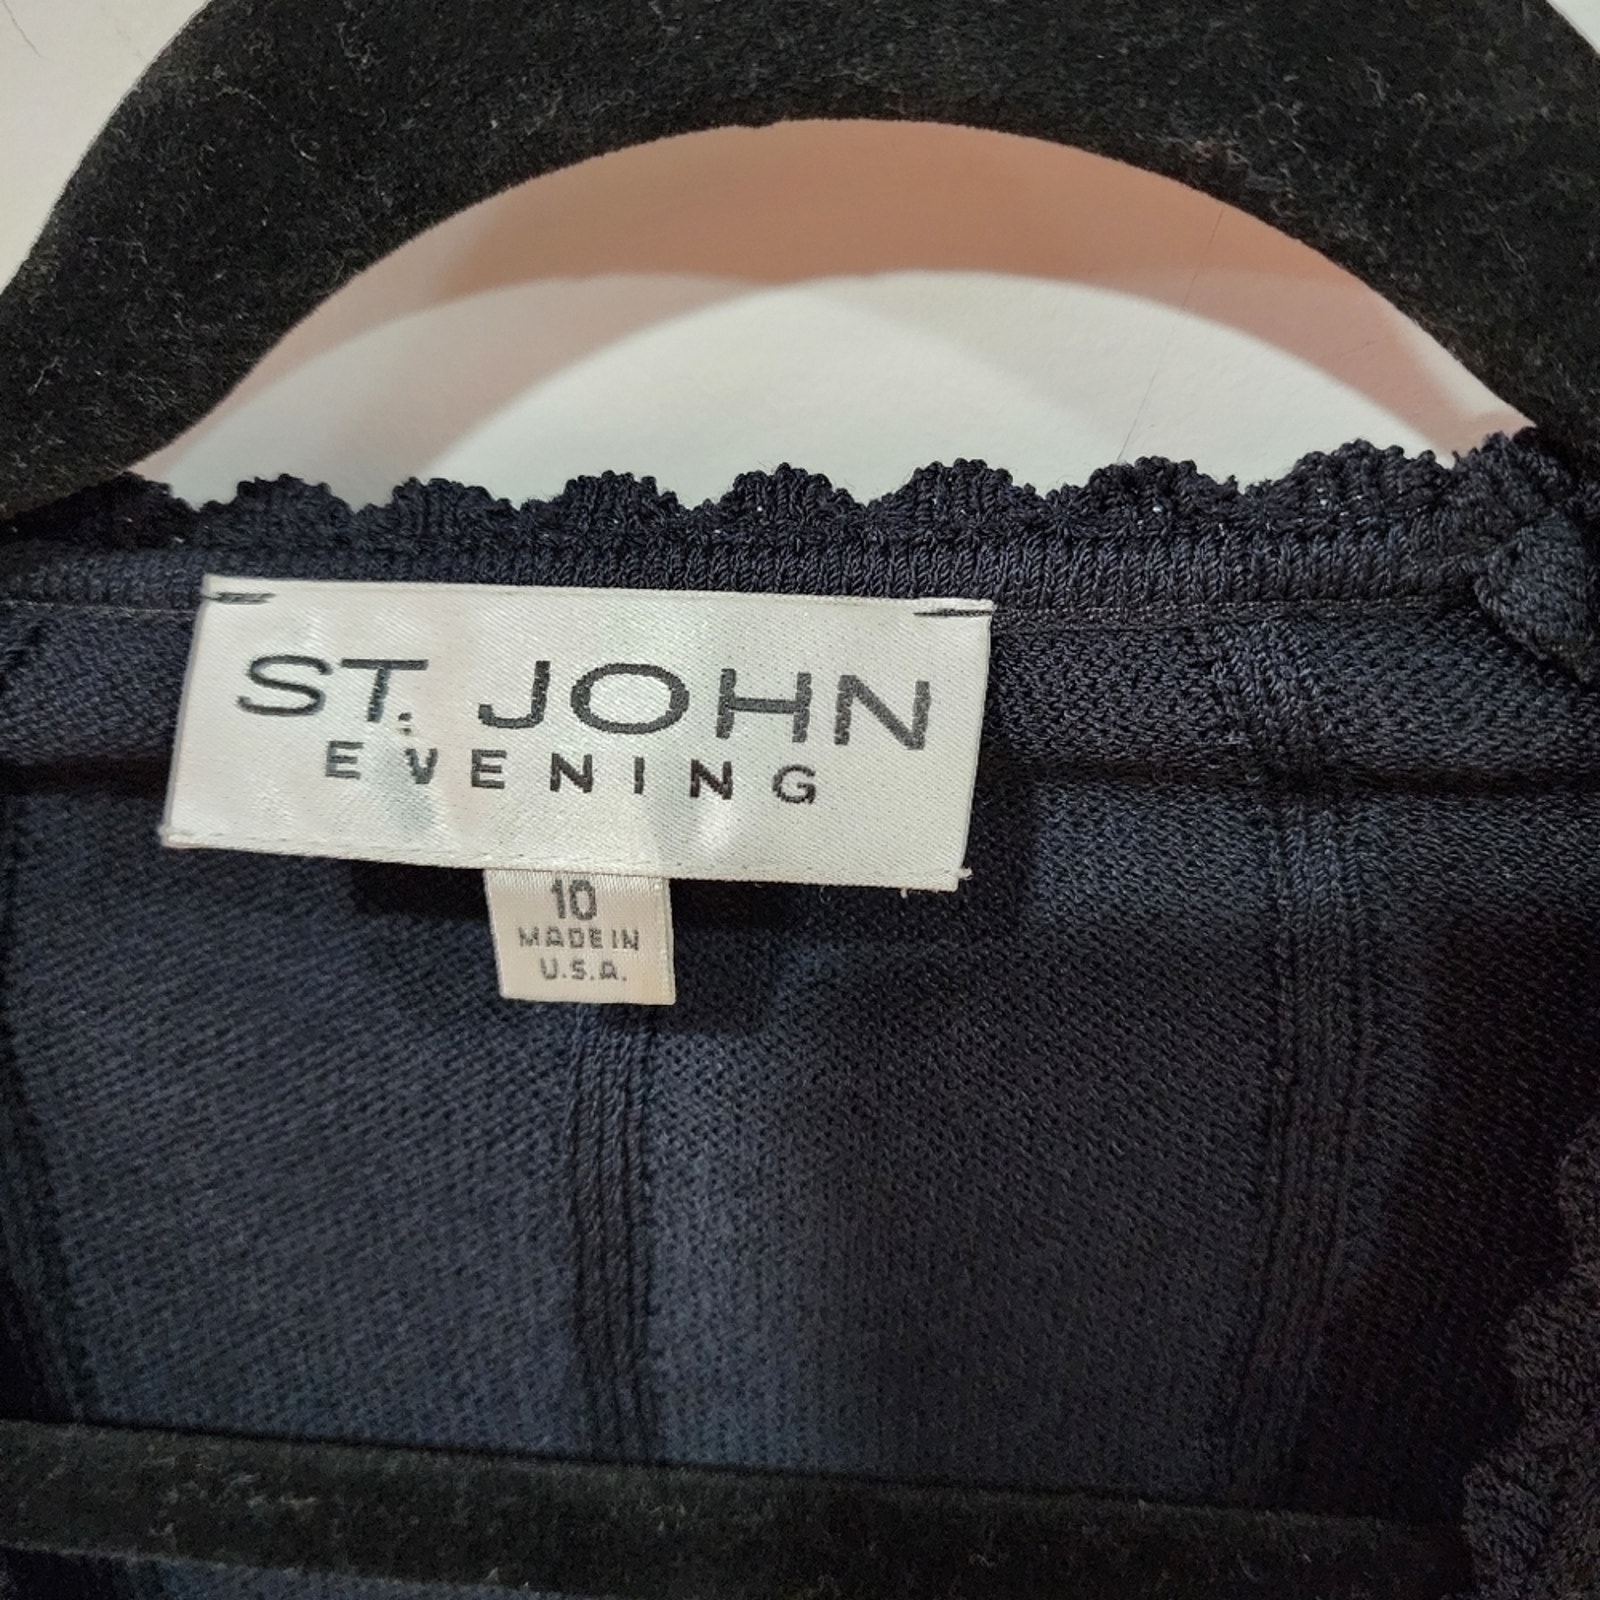 ST. JOHN
EVENING
10
MADE IN
U.S.A.